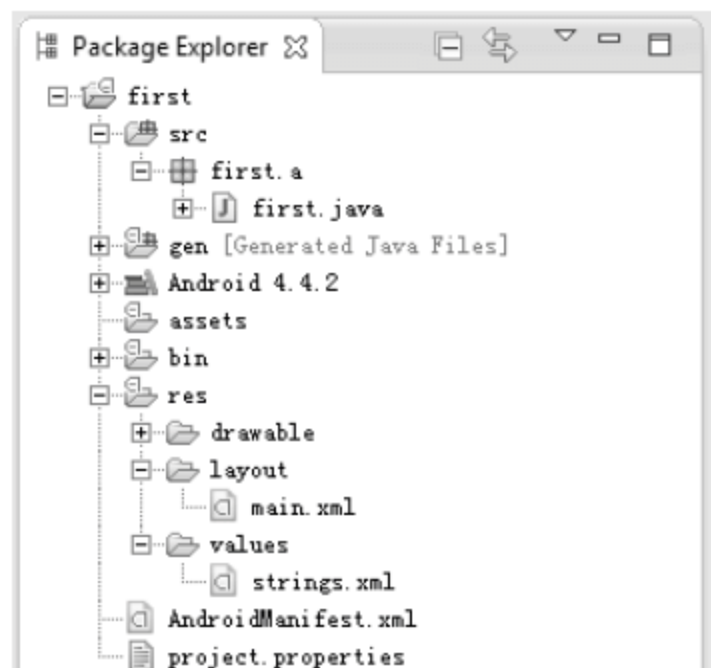 Package Explorer
first
src
first.a
first.java
gen [Generated Java Files]
Android 4.4.2
assets
bin
res
drawable
layout
main.xml
values
strings.xml
AndroidManifest.xml
project.properties